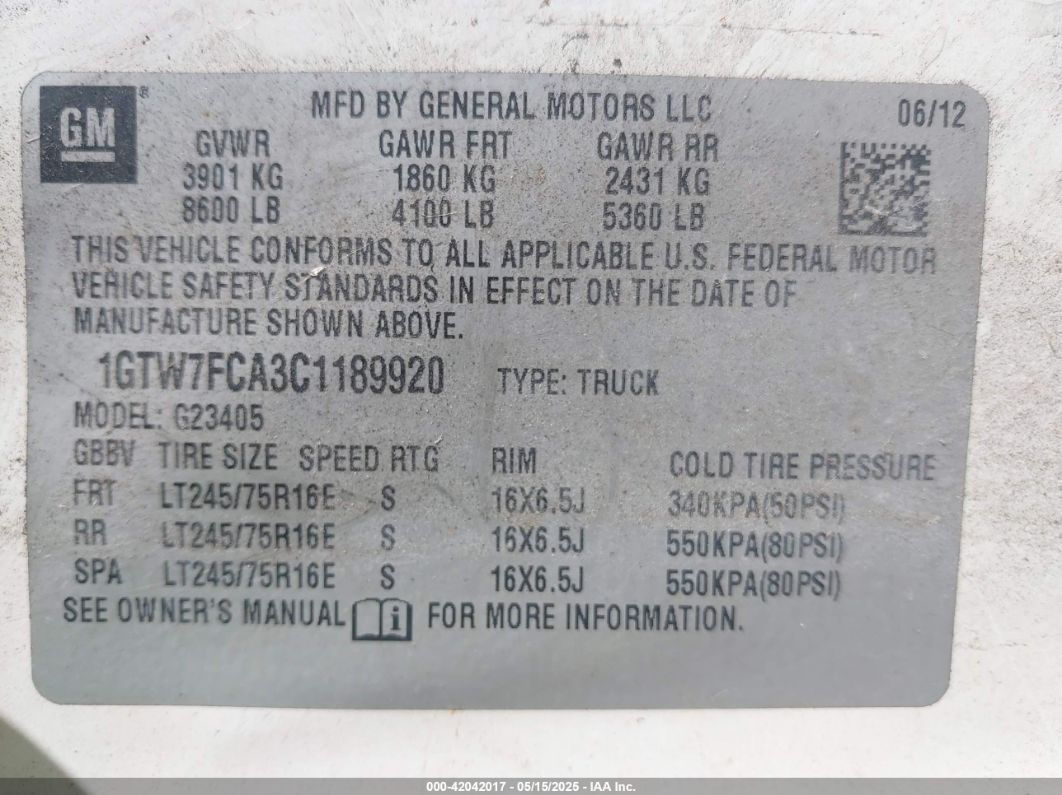 GM®
MFD BY GENERAL MOTORS LLC 06/12
GVWR GAWR FRT GAWR RR
3901 KG 1860 KG 2431 KG
8600 LB 4100 LB 5360 LB
THIS VEHICLE CONFORMS TO ALL APPLICABLE U.S. FEDERAL MOTOR
VEHICLE SAFETY STANDARDS IN EFFECT ON THE DATE OF
MANUFACTURE SHOWN ABOVE.
1GTW7FCA3C1189920 TYPE: TRUCK
MODEL: G23405
GBBV TIRE SIZE SPEED RTG RIM COLD TIRE PRESSURE
FRT LT245/75R16E S 16X6.5J 340KPA(50PSI)
RR LT245/75R16E S 16X6.5J 550KPA(80PSI)
SPA LT245/75R16E S 16X6.5J 550KPA(80PSI)
SEE OWNER'S MANUAL i FOR MORE INFORMATION.
000-42042017 - 05/15/2025 - IAA Inc.